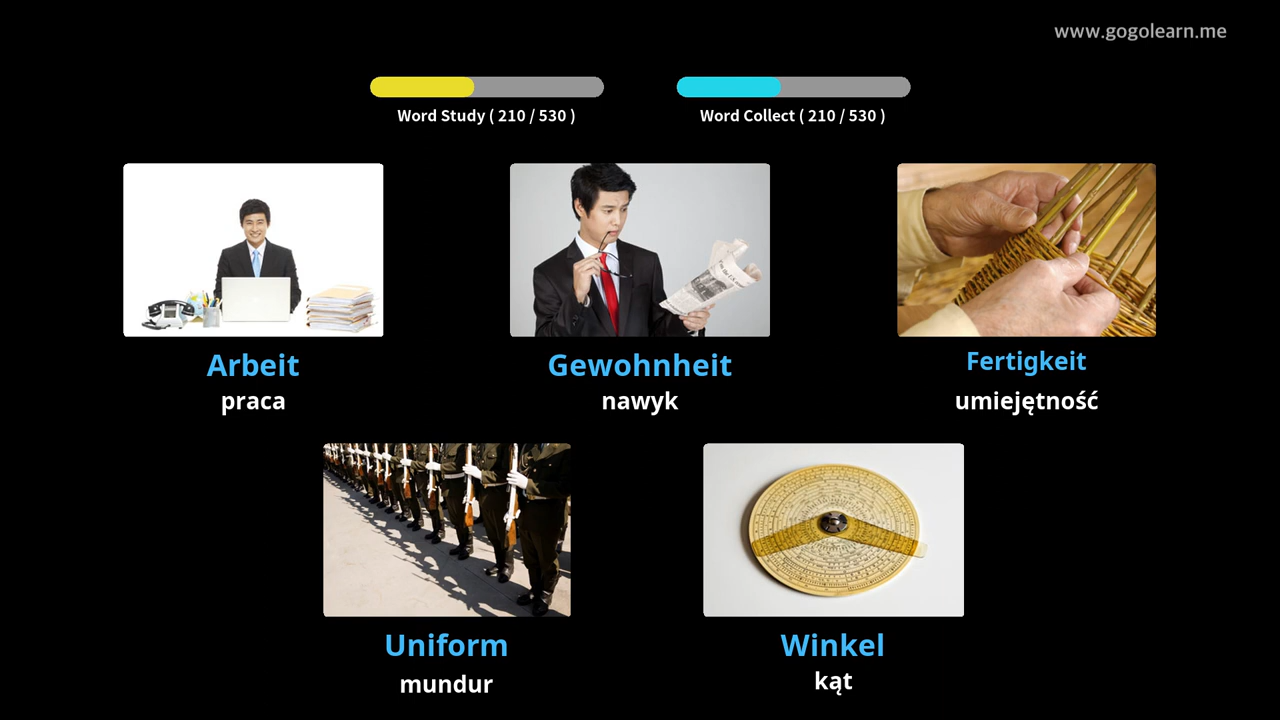 www.gogolearn.me
Word Study ( 210 / 530 )
Word Collect ( 210 / 530 )
Arbeit
praca
Gewohnheit
nawyk
Fertigkeit
umiejętność
Uniform
mundur
Winkel
kąt